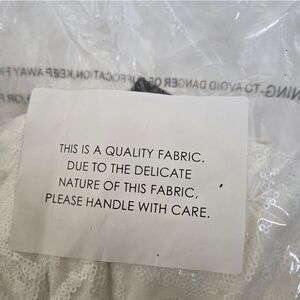 NING-TO AVOID DANGER OF SUFFOCATION KEEP AWAY FR
THIS IS A QUALITY FABRIC.
DUE TO THE DELICATE
NATURE OF THIS FABRIC,
PLEASE HANDLE WITH CARE.